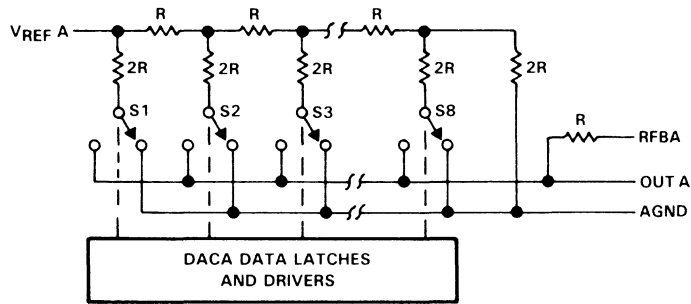 R R R
VREF A
2R 2R 2R 2R 2R
S1 S2 S3 S8
R
RFBA
OUT A
AGND
DACA DATA LATCHES
AND DRIVERS